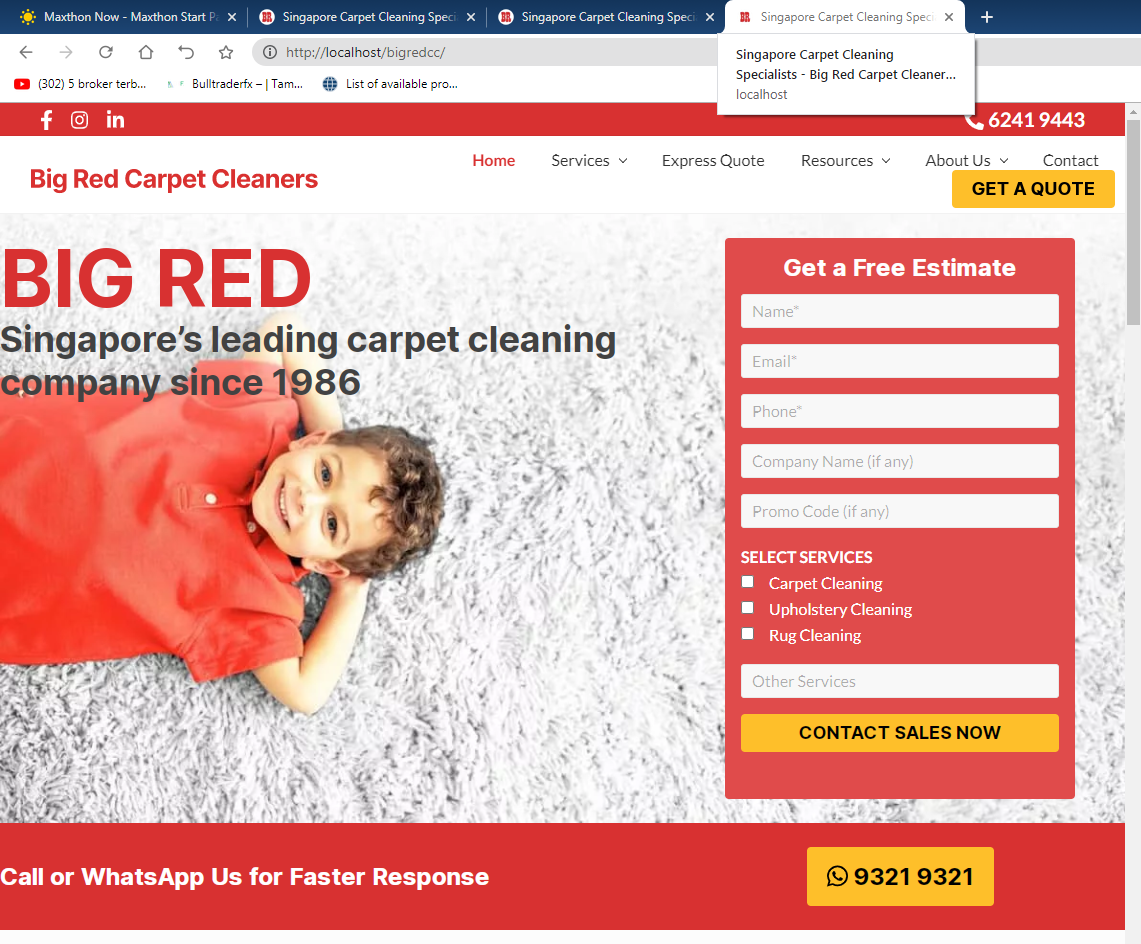 Maxthon Now - Maxthon Start Pa
Singapore Carpet Cleaning Speci
Singapore Carpet Cleaning Speci
Singapore Carpet Cleaning Speci
http://localhost/bigredcc/
Singapore Carpet Cleaning
Specialists - Big Red Carpet Cleaner...
localhost
(302) 5 broker terb...
Bulltraderfx – | Tam...
List of available pro...
6241 9443
Big Red Carpet Cleaners
Home
Services
Express Quote
Resources
About Us
Contact
GET A QUOTE
BIG RED
Singapore’s leading carpet cleaning
company since 1986
Get a Free Estimate
Name*
Email*
Phone*
Company Name (if any)
Promo Code (if any)
SELECT SERVICES
Carpet Cleaning
Upholstery Cleaning
Rug Cleaning
Other Services
CONTACT SALES NOW
Call or WhatsApp Us for Faster Response
9321 9321